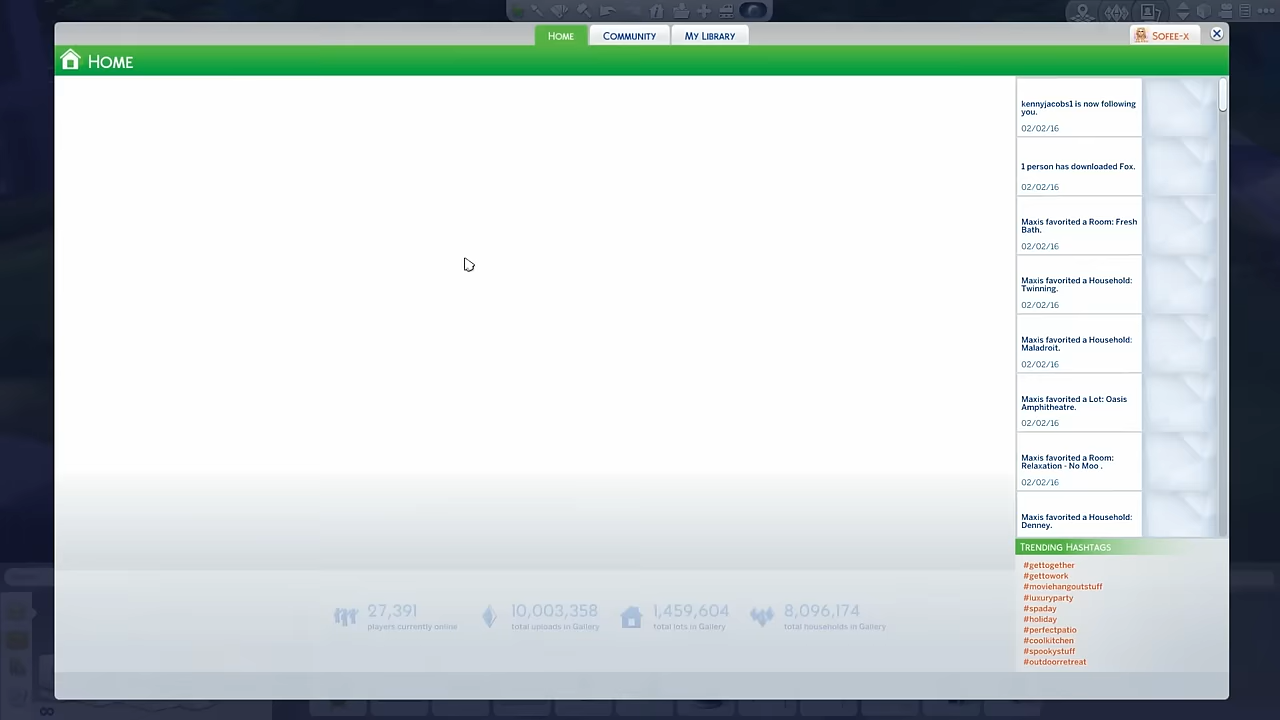 HOME
COMMUNITY
MY LIBRARY
SOFEE-X
HOME
kennyjacobs1 is now following
you.
02/02/16
1 person has downloaded Fox.
02/02/16
Maxis favorited a Room: Fresh
Bath.
02/02/16
Maxis favorited a Household:
Twinning.
02/02/16
Maxis favorited a Household:
Maladroit.
02/02/16
Maxis favorited a Lot: Oasis
Amphitheatre.
02/02/16
Maxis favorited a Room:
Relaxation - No Moo .
02/02/16
Maxis favorited a Household:
Denney.
TRENDING HASHTAGS
#gettogether
#gettowork
#moviehangoutstuff
#luxuryparty
#spaday
#holiday
#perfectpatio
#coolkitchen
#spookystuff
#outdoorretreat
27,391
players currently online
10,003,358
total uploads in Gallery
1,459,604
total lots in Gallery
8,096,174
total households in Gallery